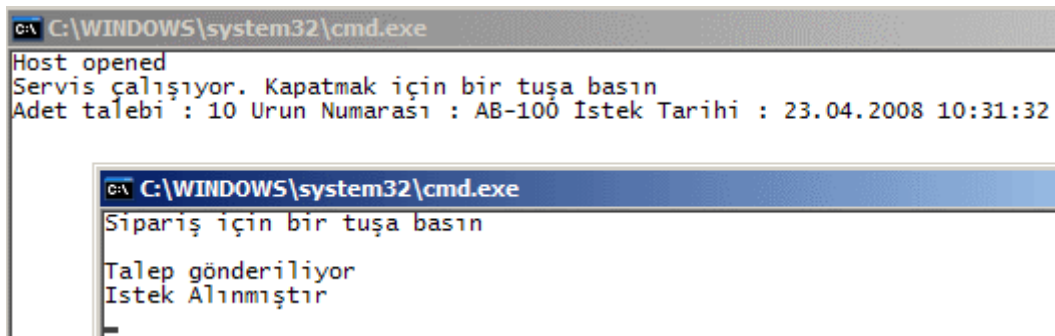 C:\WINDOWS\system32\cmd.exe
Host opened
Servis çalışıyor. Kapatmak için bir tuşa basın
Adet talebi : 10 Urun Numarası : AB-100 İstek Tarihi : 23.04.2008 10:31:32
C:\WINDOWS\system32\cmd.exe
Sipariş için bir tuşa basın
Talep gönderiliyor
İstek Alınmıştır